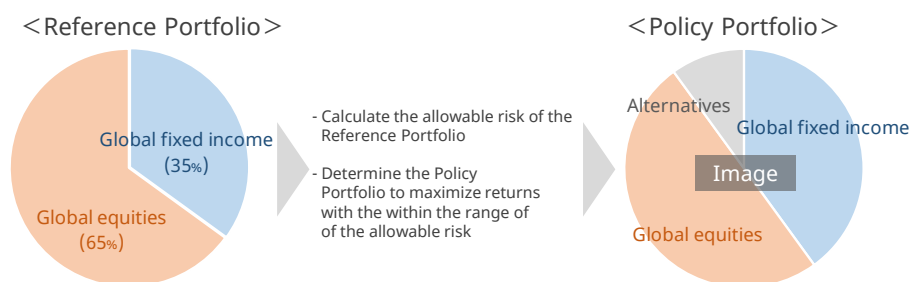 <Reference Portfolio>
Global fixed income
(35%)
Global equities
(65%)
- Calculate the allowable risk of the
Reference Portfolio
- Determine the Policy
Portfolio to maximize returns
with the within the range of
of the allowable risk
<Policy Portfolio>
Alternatives
Global fixed income
Image
Global equities